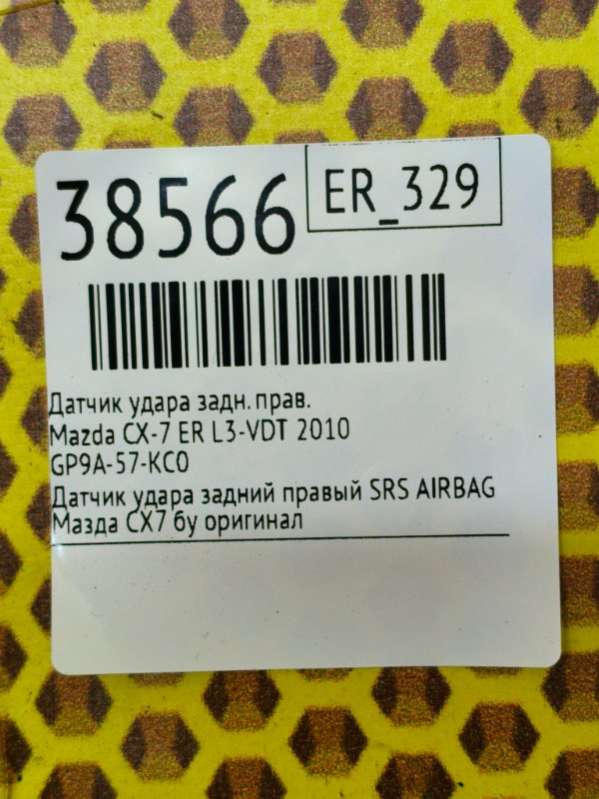 38566
ER_329
Датчик удара задн. прав.
Mazda CX-7 ER L3-VDT 2010
GP9A-57-KC0
Датчик удара задний правый SRS AIRBAG
Мазда СХ7 бу оригинал